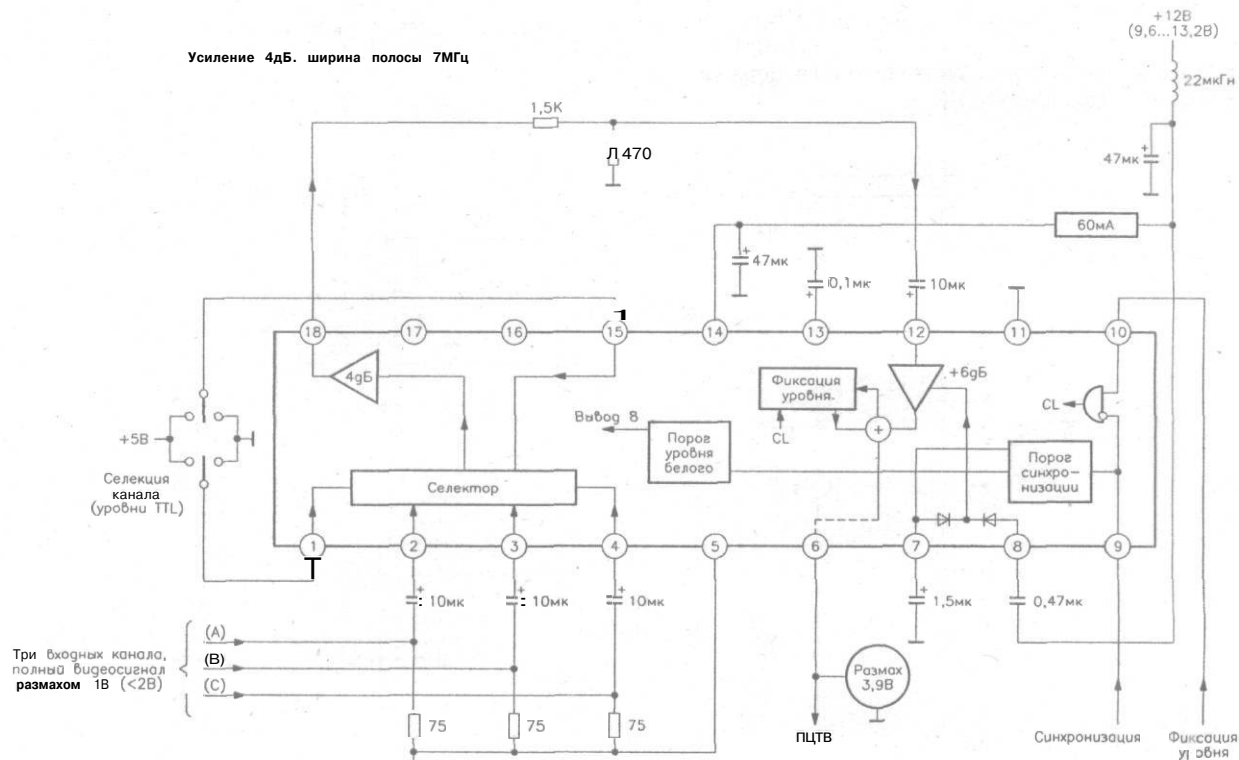 +12В
(9,6...13,2В)
Усиление 4дБ. ширина полосы 7МГц
22мкГн
1,5К
Л 470
47мк
60мА
47мк
0,1мк
10мк
1
18
17
16
15
14
13
12
11
10
4дБ
Фиксация
уровня.
+6дБ
CL
CL
Вывод 8
+
+5В
Порог
уровня
белого
Порог
синхро-
низации
Селекция
канала
(уровни TTL)
Селектор
1
2
3
4
5
6
7
8
9
Т
10мк
10мк
10мк
1,5мк
0,47мк
Три входных канала,
полный видеосигнал
размахом 1В (<2В)
(А)
(В)
(С)
Размах
3,9В
75
75
75
ПЦТВ
Синхронизация
Фиксация
уровня